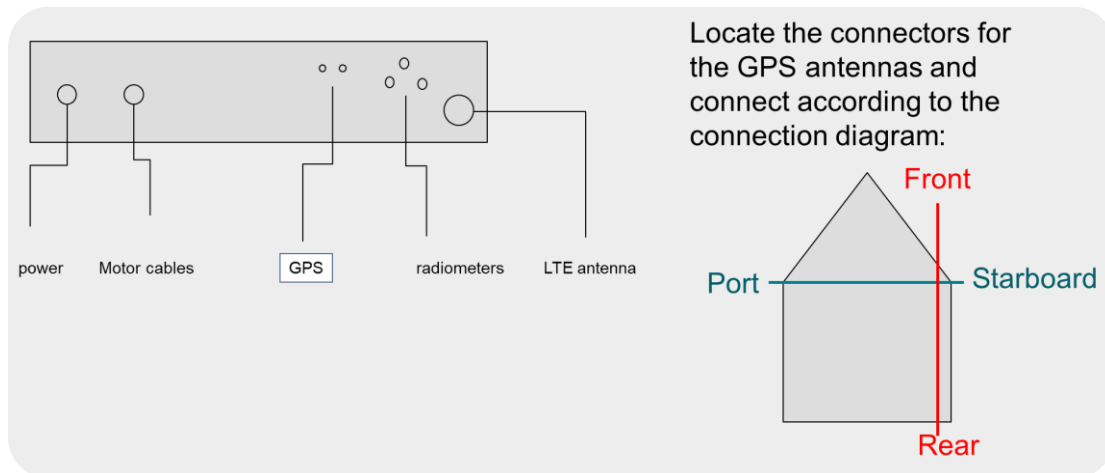 Locate the connectors for
the GPS antennas and
connect according to the
connection diagram:
Front
Port
Starboard
Rear
power
Motor cables
GPS
radiometers
LTE antenna